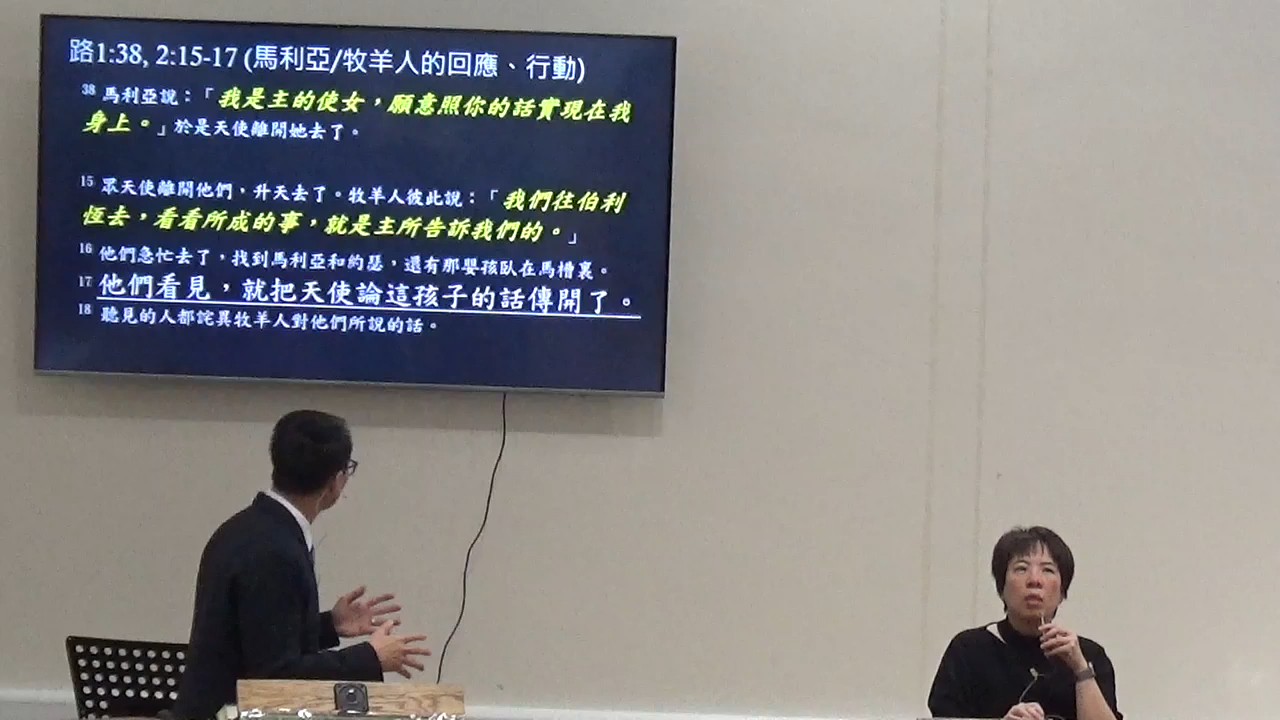 路1:38, 2:15-17 (馬利亞/牧羊人的回應、行動)
38 馬利亞說：「我是主的使女，願意照你的話實現在我
身上。」於是天使離開她去了。
15 眾天使離開他們，升天去了。牧羊人彼此說：「我們往伯利
恆去，看看所成的事，就是主所告訴我們的。」
16 他們急忙去了，找到馬利亞和約瑟，還有那嬰孩臥在馬槽裏。
17 他們看見，就把天使論這孩子的話傳開了。
18 聽見的人都詫異牧羊人對他們所說的話。